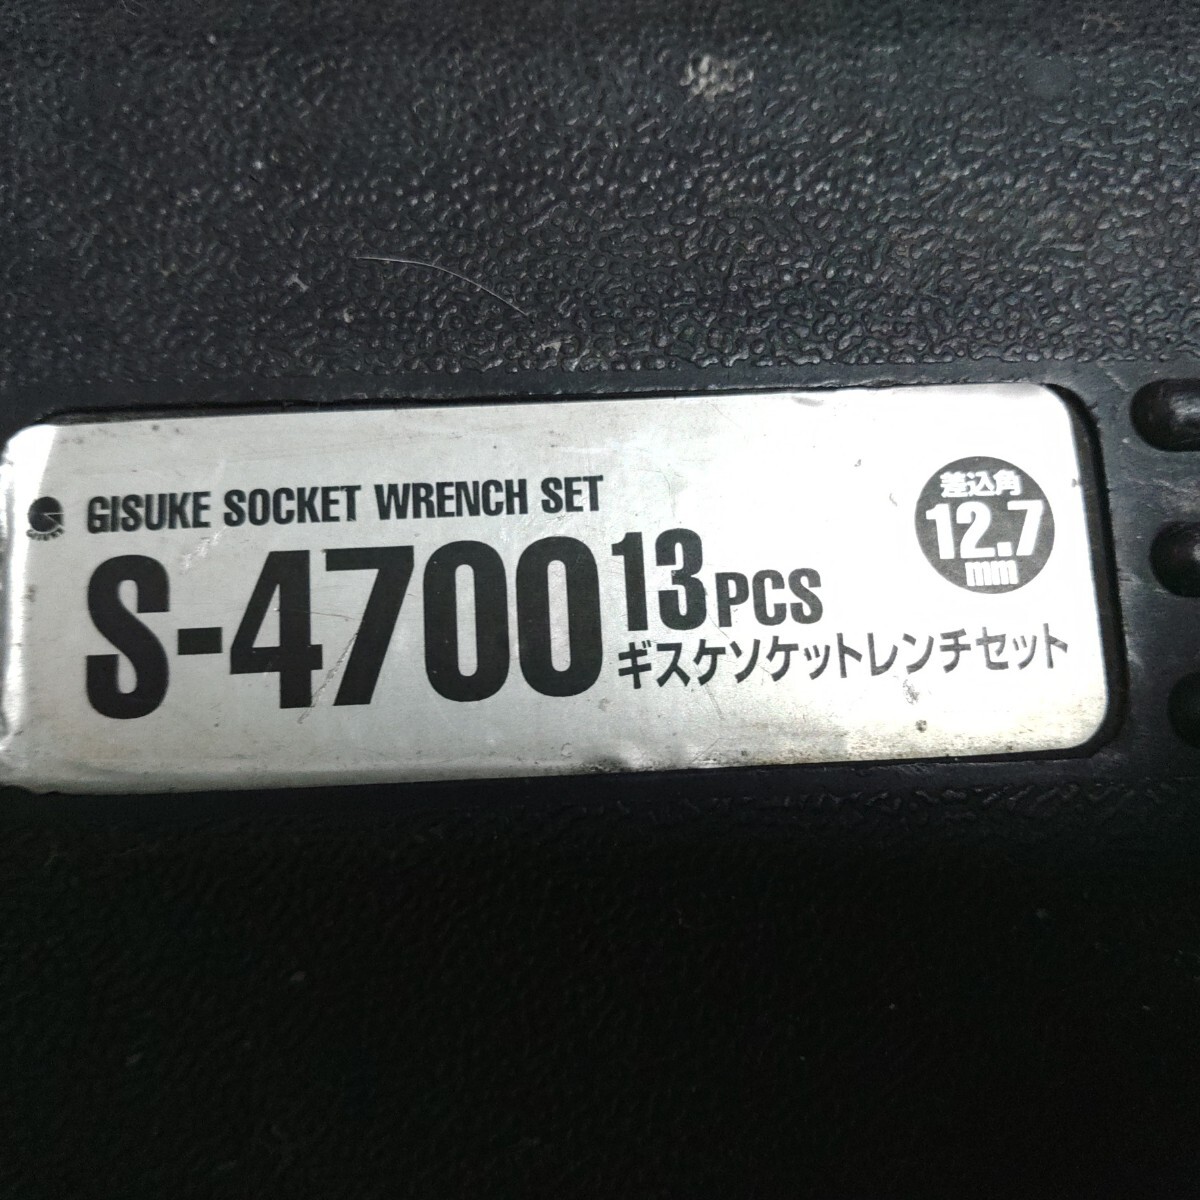 GISUKE SOCKET WRENCH SET
差込角
12.7
mm
S-4700 13PCS
ギスケソケットレンチセット